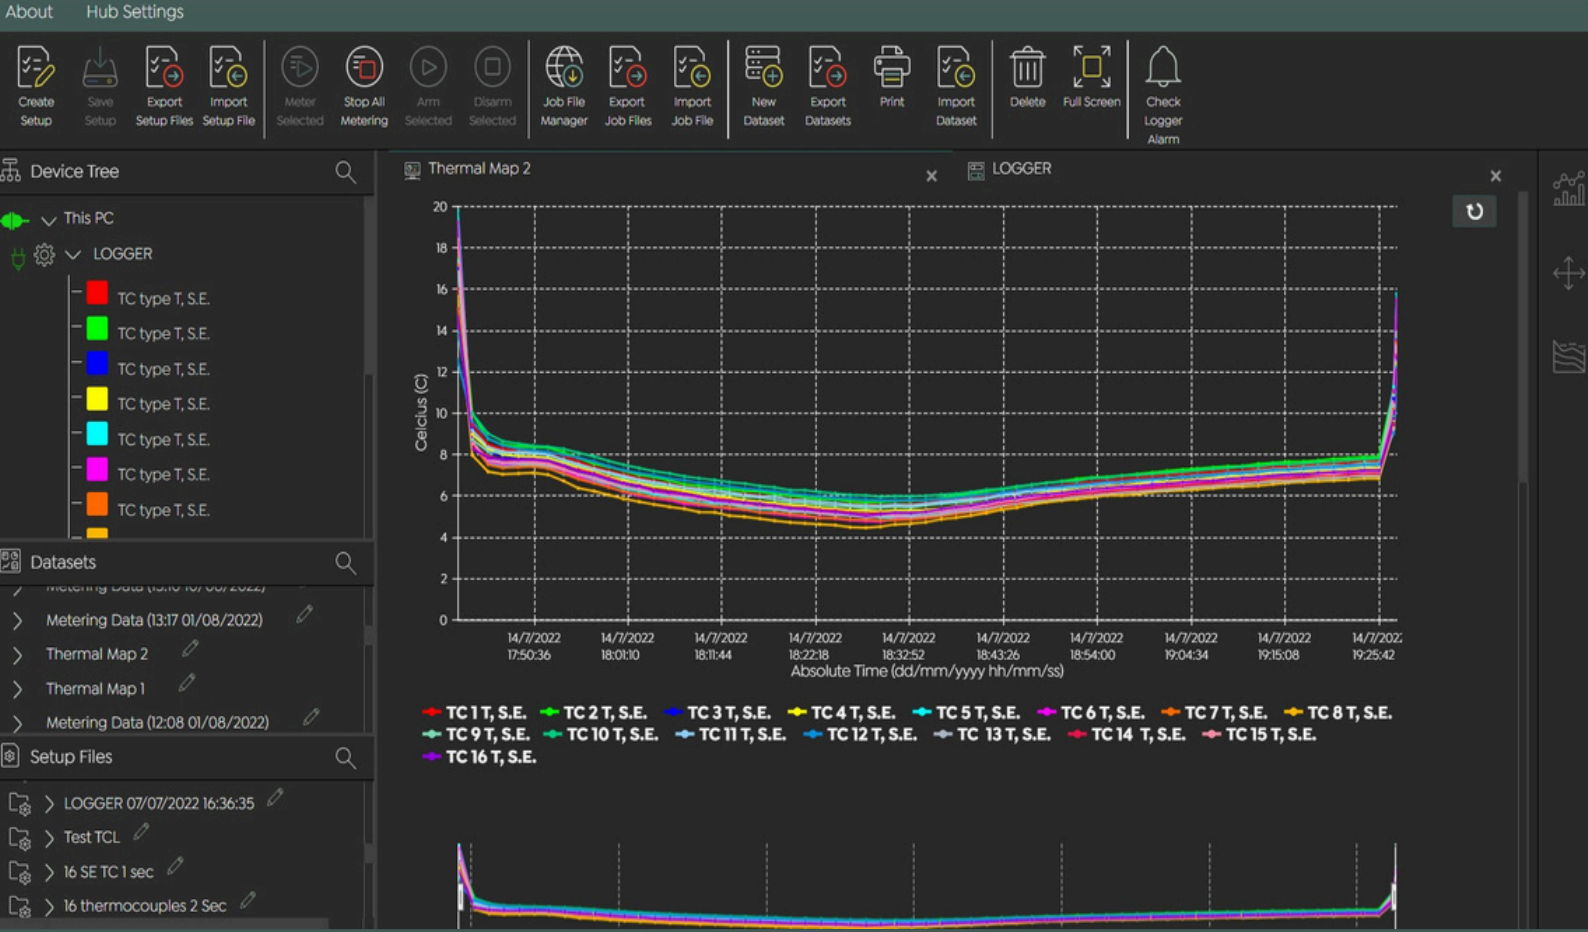 About
Hub Settings
Create Setup
Save Setup
Export Setup Files
Import Setup File
Meter Selected
Stop All Metering
Arm Selected
Disarm Selected
Job File Manager
Export Job Files
Import Job File
New Dataset
Export Datasets
Print
Import Dataset
Delete
Full Screen
Check Logger Alarm
Device Tree
This PC
LOGGER
TC type T, S.E.
TC type T, S.E.
TC type T, S.E.
TC type T, S.E.
TC type T, S.E.
TC type T, S.E.
TC type T, S.E.
Datasets
Metering Data (13:17 01/08/2022)
Thermal Map 2
Thermal Map 1
Metering Data (12:08 01/08/2022)
Setup Files
LOGGER 07/07/2022 16:36:35
Test TCL
16 SE TC 1 sec
16 thermocouples 2 Sec
Thermal Map 2
LOGGER
Celcius (C)
20
18
16
14
12
10
8
6
4
2
0
14/7/2022 17:50:36
14/7/2022 18:01:10
14/7/2022 18:11:44
14/7/2022 18:22:18
14/7/2022 18:32:52
14/7/2022 18:43:26
14/7/2022 18:54:00
14/7/2022 19:04:34
14/7/2022 19:15:08
14/7/2022 19:25:42
Absolute Time (dd/mm/yyyy hh/mm/ss)
TC 1 T, S.E. TC 2 T, S.E. TC 3 T, S.E. TC 4 T, S.E. TC 5 T, S.E. TC 6 T, S.E. TC 7 T, S.E. TC 8 T, S.E.
TC 9 T, S.E. TC 10 T, S.E. TC 11 T, S.E. TC 12 T, S.E. TC 13 T, S.E. TC 14 T, S.E. TC 15 T, S.E.
TC 16 T, S.E.